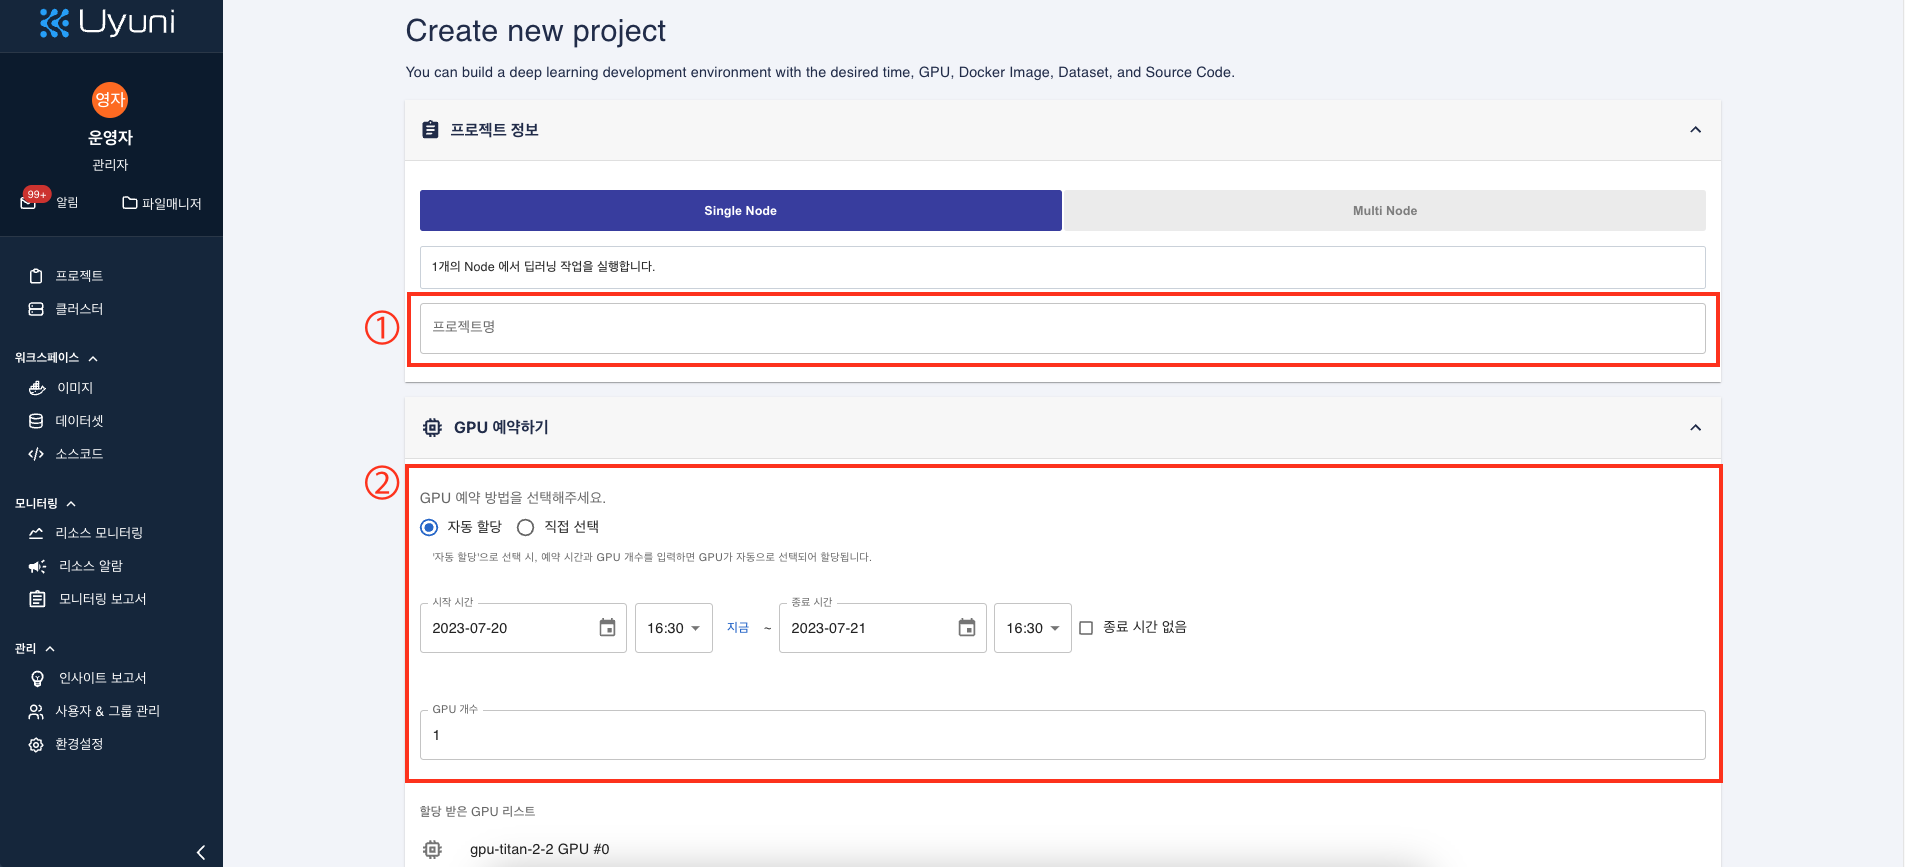 Uyuni
영자
운영자
관리자
99+
알림
파일매니저
프로젝트
클러스터
워크스페이스
이미지
데이터셋
소스코드
모니터링
리소스 모니터링
리소스 알람
모니터링 보고서
관리
인사이트 보고서
사용자 & 그룹 관리
환경설정
Create new project
You can build a deep learning development environment with the desired time, GPU, Docker Image, Dataset, and Source Code.
프로젝트 정보
Single Node
Multi Node
1개의 Node 에서 딥러닝 작업을 실행합니다.
①
프로젝트명
GPU 예약하기
②
GPU 예약 방법을 선택해주세요.
자동 할당 직접 선택
'자동 할당'으로 선택 시, 예약 시간과 GPU 개수를 입력하면 GPU가 자동으로 선택되어 할당됩니다.
시작 시간 종료 시간
2023-07-20 16:30 지금 ~ 2023-07-21 16:30 종료 시간 없음
GPU 개수
1
할당 받은 GPU 리스트
gpu-titan-2-2 GPU #0